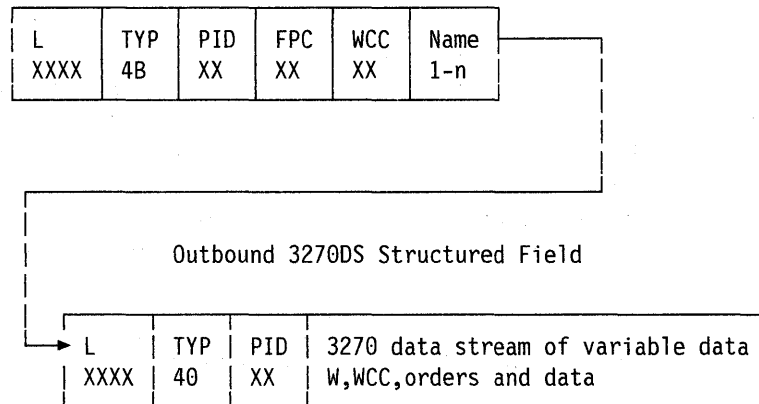 L TYP PID FPC WCC Name
XXXX 4B XX XX XX 1-n
Outbound 3270DS Structured Field
L TYP PID 3270 data stream of variable data
XXXX 40 XX W,WCC,orders and data